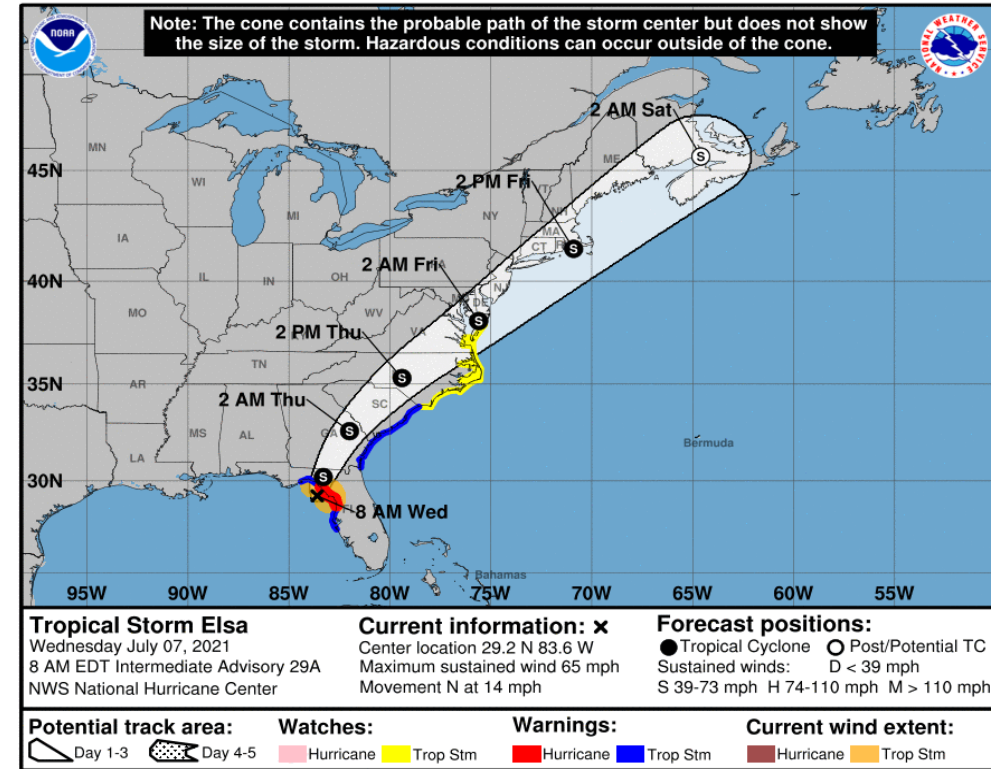 Note: The cone contains the probable path of the storm center but does not show
the size of the storm. Hazardous conditions can occur outside of the cone.
NOAA
NATIONAL WEATHER SERVICE
2 AM Sat
MN
ME
45N
WI
2 PM Fri
VT
NH
MI
NY
MA
IA
CT
2 AM Fri
40N
IL
IN
OH
NJ
DE
MO
WV
2 PM Thu
VA
TN
35N
AR
2 AM Thu
SC
MS
AL
GA
Bermuda
LA
30N
8 AM Wed
Bahamas
95W 90W 85W 80W 75W 70W 65W 60W 55W
S
S
S
S
S
S
Tropical Storm Elsa
Wednesday July 07, 2021
8 AM EDT Intermediate Advisory 29A
NWS National Hurricane Center
Current information: ×
Center location 29.2 N 83.6 W
Maximum sustained wind 65 mph
Movement N at 14 mph
Forecast positions:
Tropical Cyclone Post/Potential TC
Sustained winds: D < 39 mph
S 39-73 mph H 74-110 mph M > 110 mph
Potential track area:
Day 1-3 Day 4-5
Watches:
Hurricane Trop Stm
Warnings:
Hurricane Trop Stm
Current wind extent:
Hurricane Trop Stm